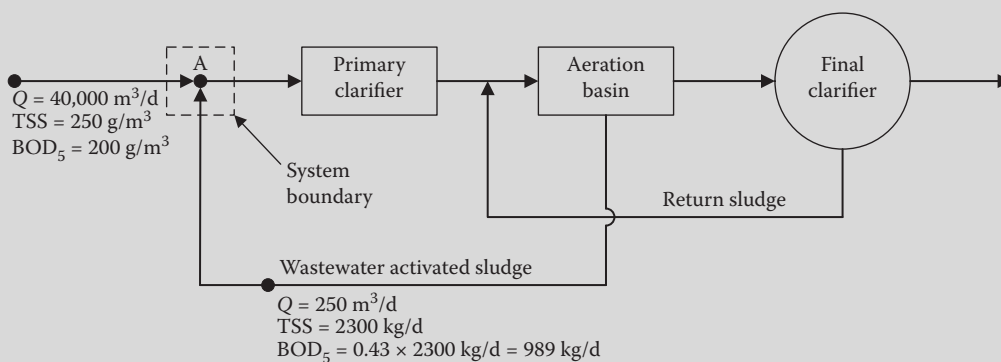 A
Primary
clarifier
Aeration
basin
Final
clarifier
Q = 40,000 m³/d
TSS = 250 g/m³
BOD₅ = 200 g/m³
System
boundary
Return sludge
Wastewater activated sludge
Q = 250 m³/d
TSS = 2300 kg/d
BOD₅ = 0.43 × 2300 kg/d = 989 kg/d